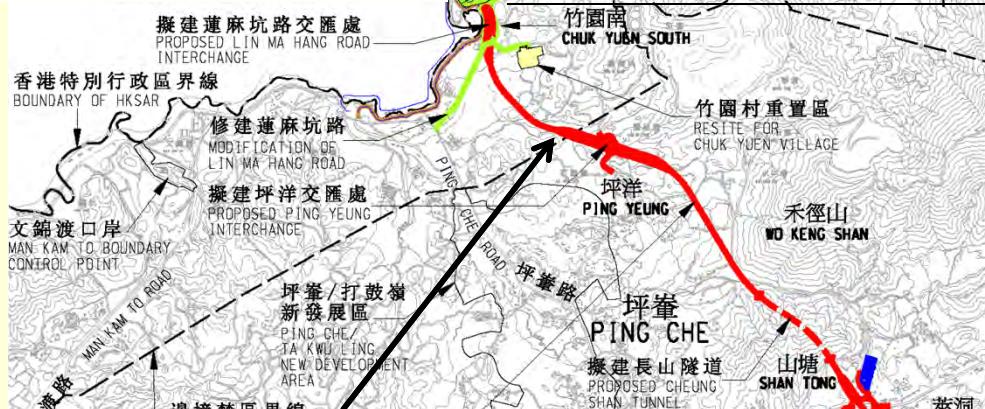 擬建蓮麻坑路交匯處
PROPOSED LIN MA HANG ROAD
INTERCHANGE
竹園南
CHUK YUEN SOUTH
香港特別行政區界線
BOUNDARY OF HKSAR
竹園村重置區
RESITE FOR
CHUK YUEN VILLAGE
修建蓮麻坑路
MODIFICATION OF
LIN MA HANG ROAD
擬建坪洋交匯處
PROPOSED PING YEUNG
INTERCHANGE
坪洋
PING YEUNG
禾徑山
WO KENG SHAN
文錦渡口岸
MAN KAM TO BOUNDARY
CONTROL POINT
PING CHE ROAD
坪輋路
MAN KAM TO ROAD
坪輋/打鼓嶺
新發展區
PING CHE/
TA KWU LING
NEW DEVELOPMENT
AREA
坪輋
PING CHE
擬建長山隧道
PROPOSED CHEUNG
SHAN TUNNEL
山塘
SHAN TONG
渡路